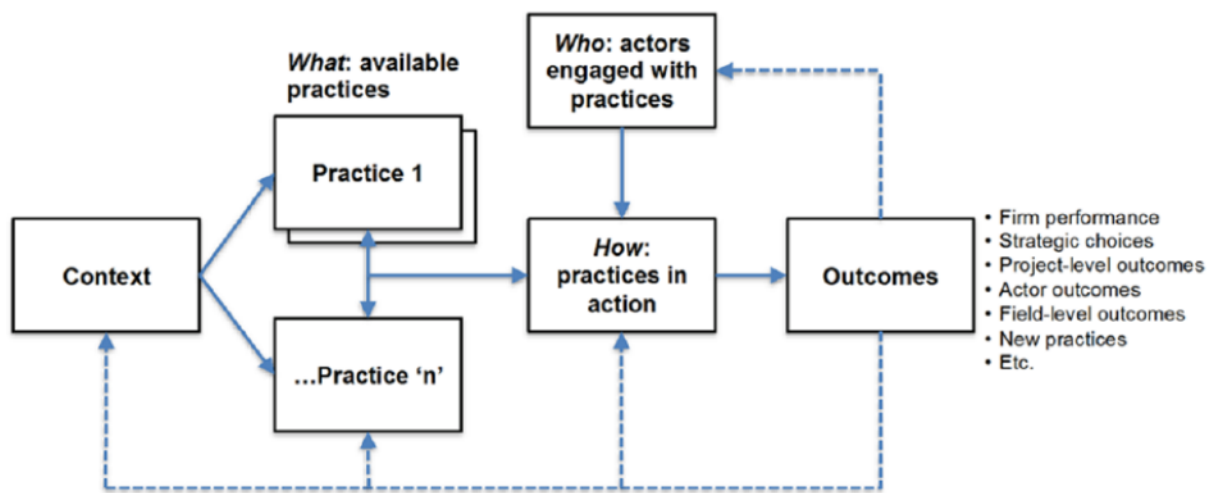 What: available
practices
Practice 1
…Practice ‘n’
Context
Who: actors
engaged with
practices
How:
practices in
action
Outcomes
• Firm performance
• Strategic choices
• Project-level outcomes
• Actor outcomes
• Field-level outcomes
• New practices
• Etc.